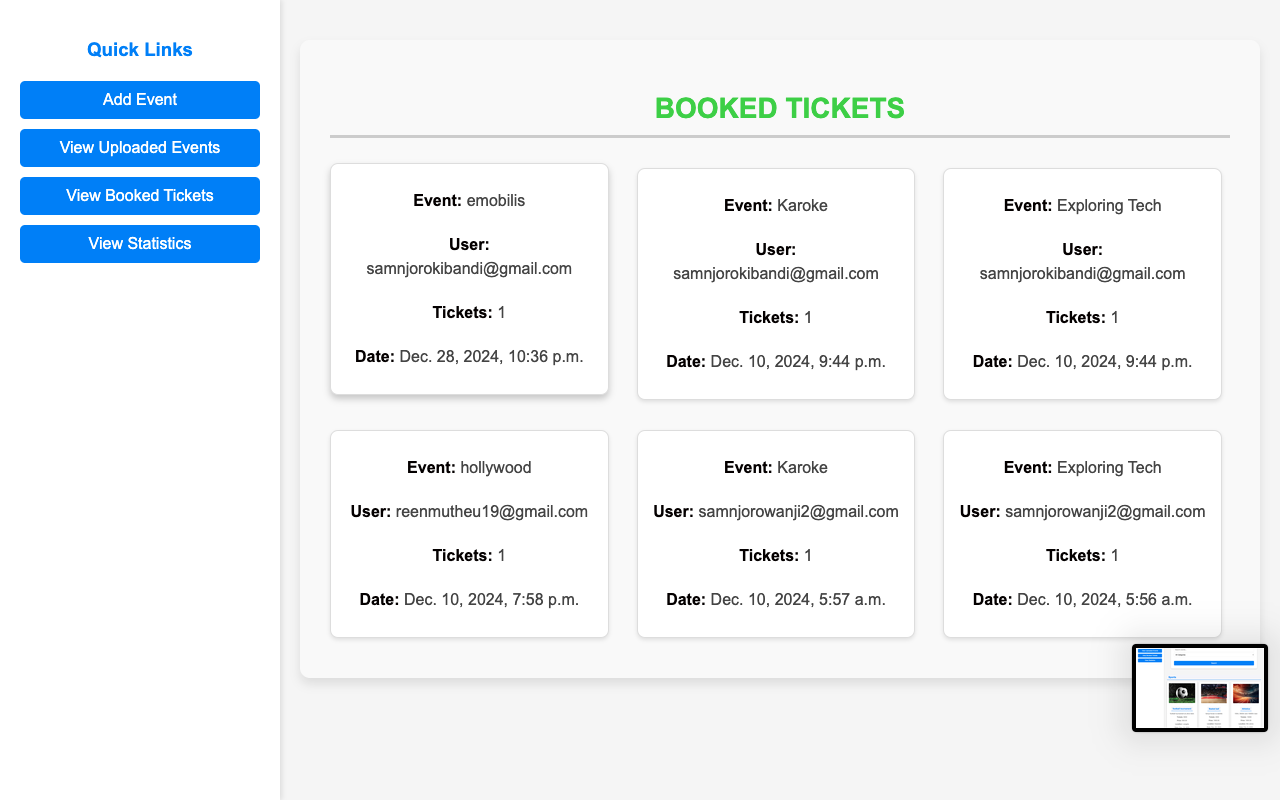 Quick Links
Add Event
View Uploaded Events
View Booked Tickets
View Statistics
BOOKED TICKETS
Event: emobilis
User:
samnjorokibandi@gmail.com
Tickets: 1
Date: Dec. 28, 2024, 10:36 p.m.
Event: Karoke
User:
samnjorokibandi@gmail.com
Tickets: 1
Date: Dec. 10, 2024, 9:44 p.m.
Event: Exploring Tech
User:
samnjorokibandi@gmail.com
Tickets: 1
Date: Dec. 10, 2024, 9:44 p.m.
Event: hollywood
User: reenmutheu19@gmail.com
Tickets: 1
Date: Dec. 10, 2024, 7:58 p.m.
Event: Karoke
User: samnjorowanji2@gmail.com
Tickets: 1
Date: Dec. 10, 2024, 5:57 a.m.
Event: Exploring Tech
User: samnjorowanji2@gmail.com
Tickets: 1
Date: Dec. 10, 2024, 5:56 a.m.